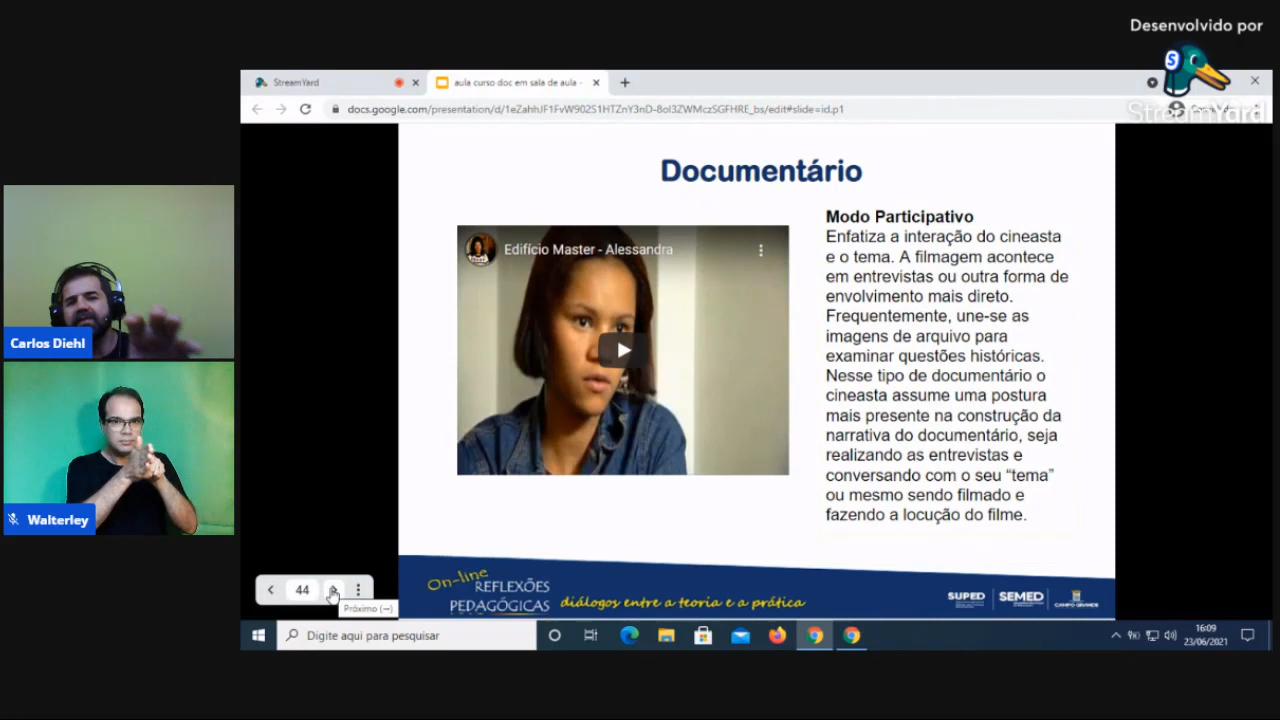 Desenvolvido por
StreamYard
StreamYard
aula curso doc em sala de aula -
docs.google.com/presentation/d/1eZahhJF1FvW902S1HTZnY3nD-8oI3ZWMczSGFHRE_bs/edit#slide=id.p1
Documentário
Edifício Master - Alessandra
Modo Participativo
Enfatiza a interação do cineasta
e o tema. A filmagem acontece
em entrevistas ou outra forma de
envolvimento mais direto.
Frequentemente, une-se as
imagens de arquivo para
examinar questões históricas.
Nesse tipo de documentário o
cineasta assume uma postura
mais presente na construção da
narrativa do documentário, seja
realizando as entrevistas e
conversando com o seu “tema”
ou mesmo sendo filmado e
fazendo a locução do filme.
Carlos Diehl
Walterley
44
Próximo (→)
On-line
REFLEXÕES
PEDAGÓGICAS
diálogos entre a teoria e a prática
SUPED
SEMED
CAMPO GRANDE
Digite aqui para pesquisar
16:09
23/06/2021